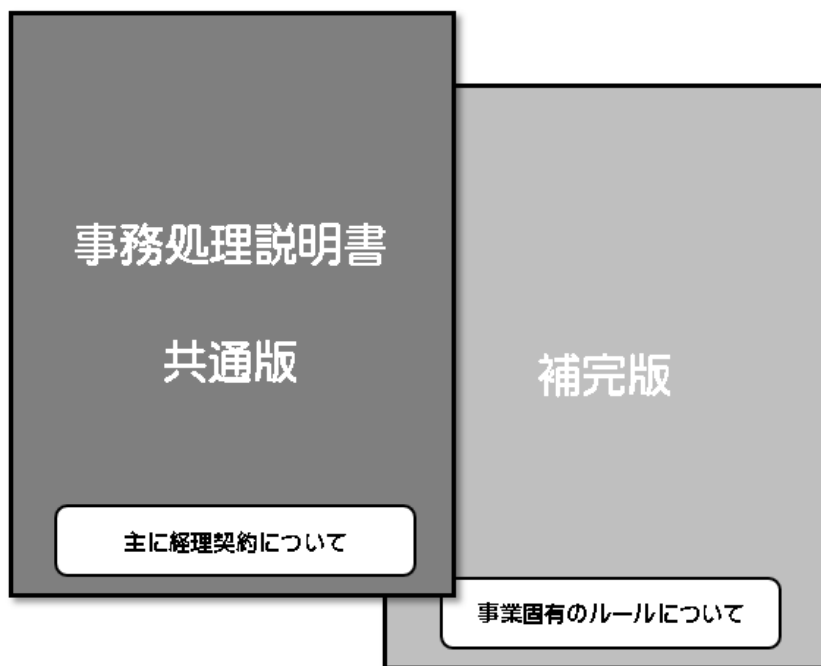 事務処理説明書
共通版
主に経理契約について
補完版
事業固有のルールについて